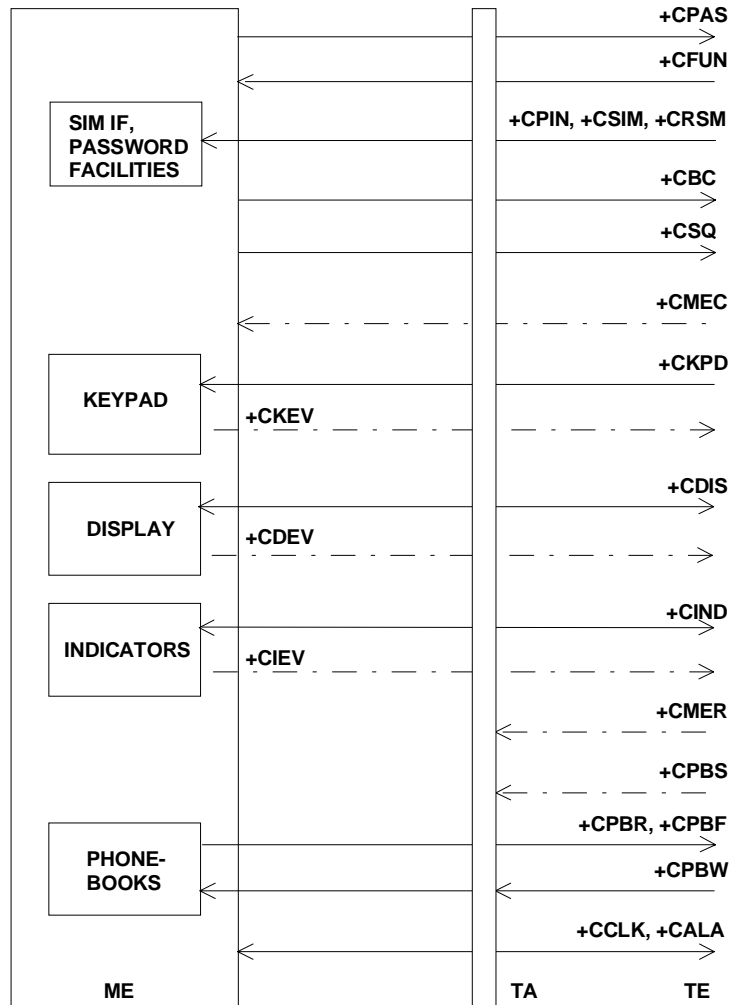 +CPAS
+CFUN
SIM IF,
PASSWORD
FACILITIES
+CPIN, +CSIM, +CRSM
+CBC
+CSQ
+CMEC
+CKPD
KEYPAD
+CKEV
+CDIS
DISPLAY
+CDEV
+CIND
INDICATORS
+CIEV
+CMER
+CPBS
+CPBR, +CPBF
PHONE-
BOOKS
+CPBW
+CCLK, +CALA
ME TA TE